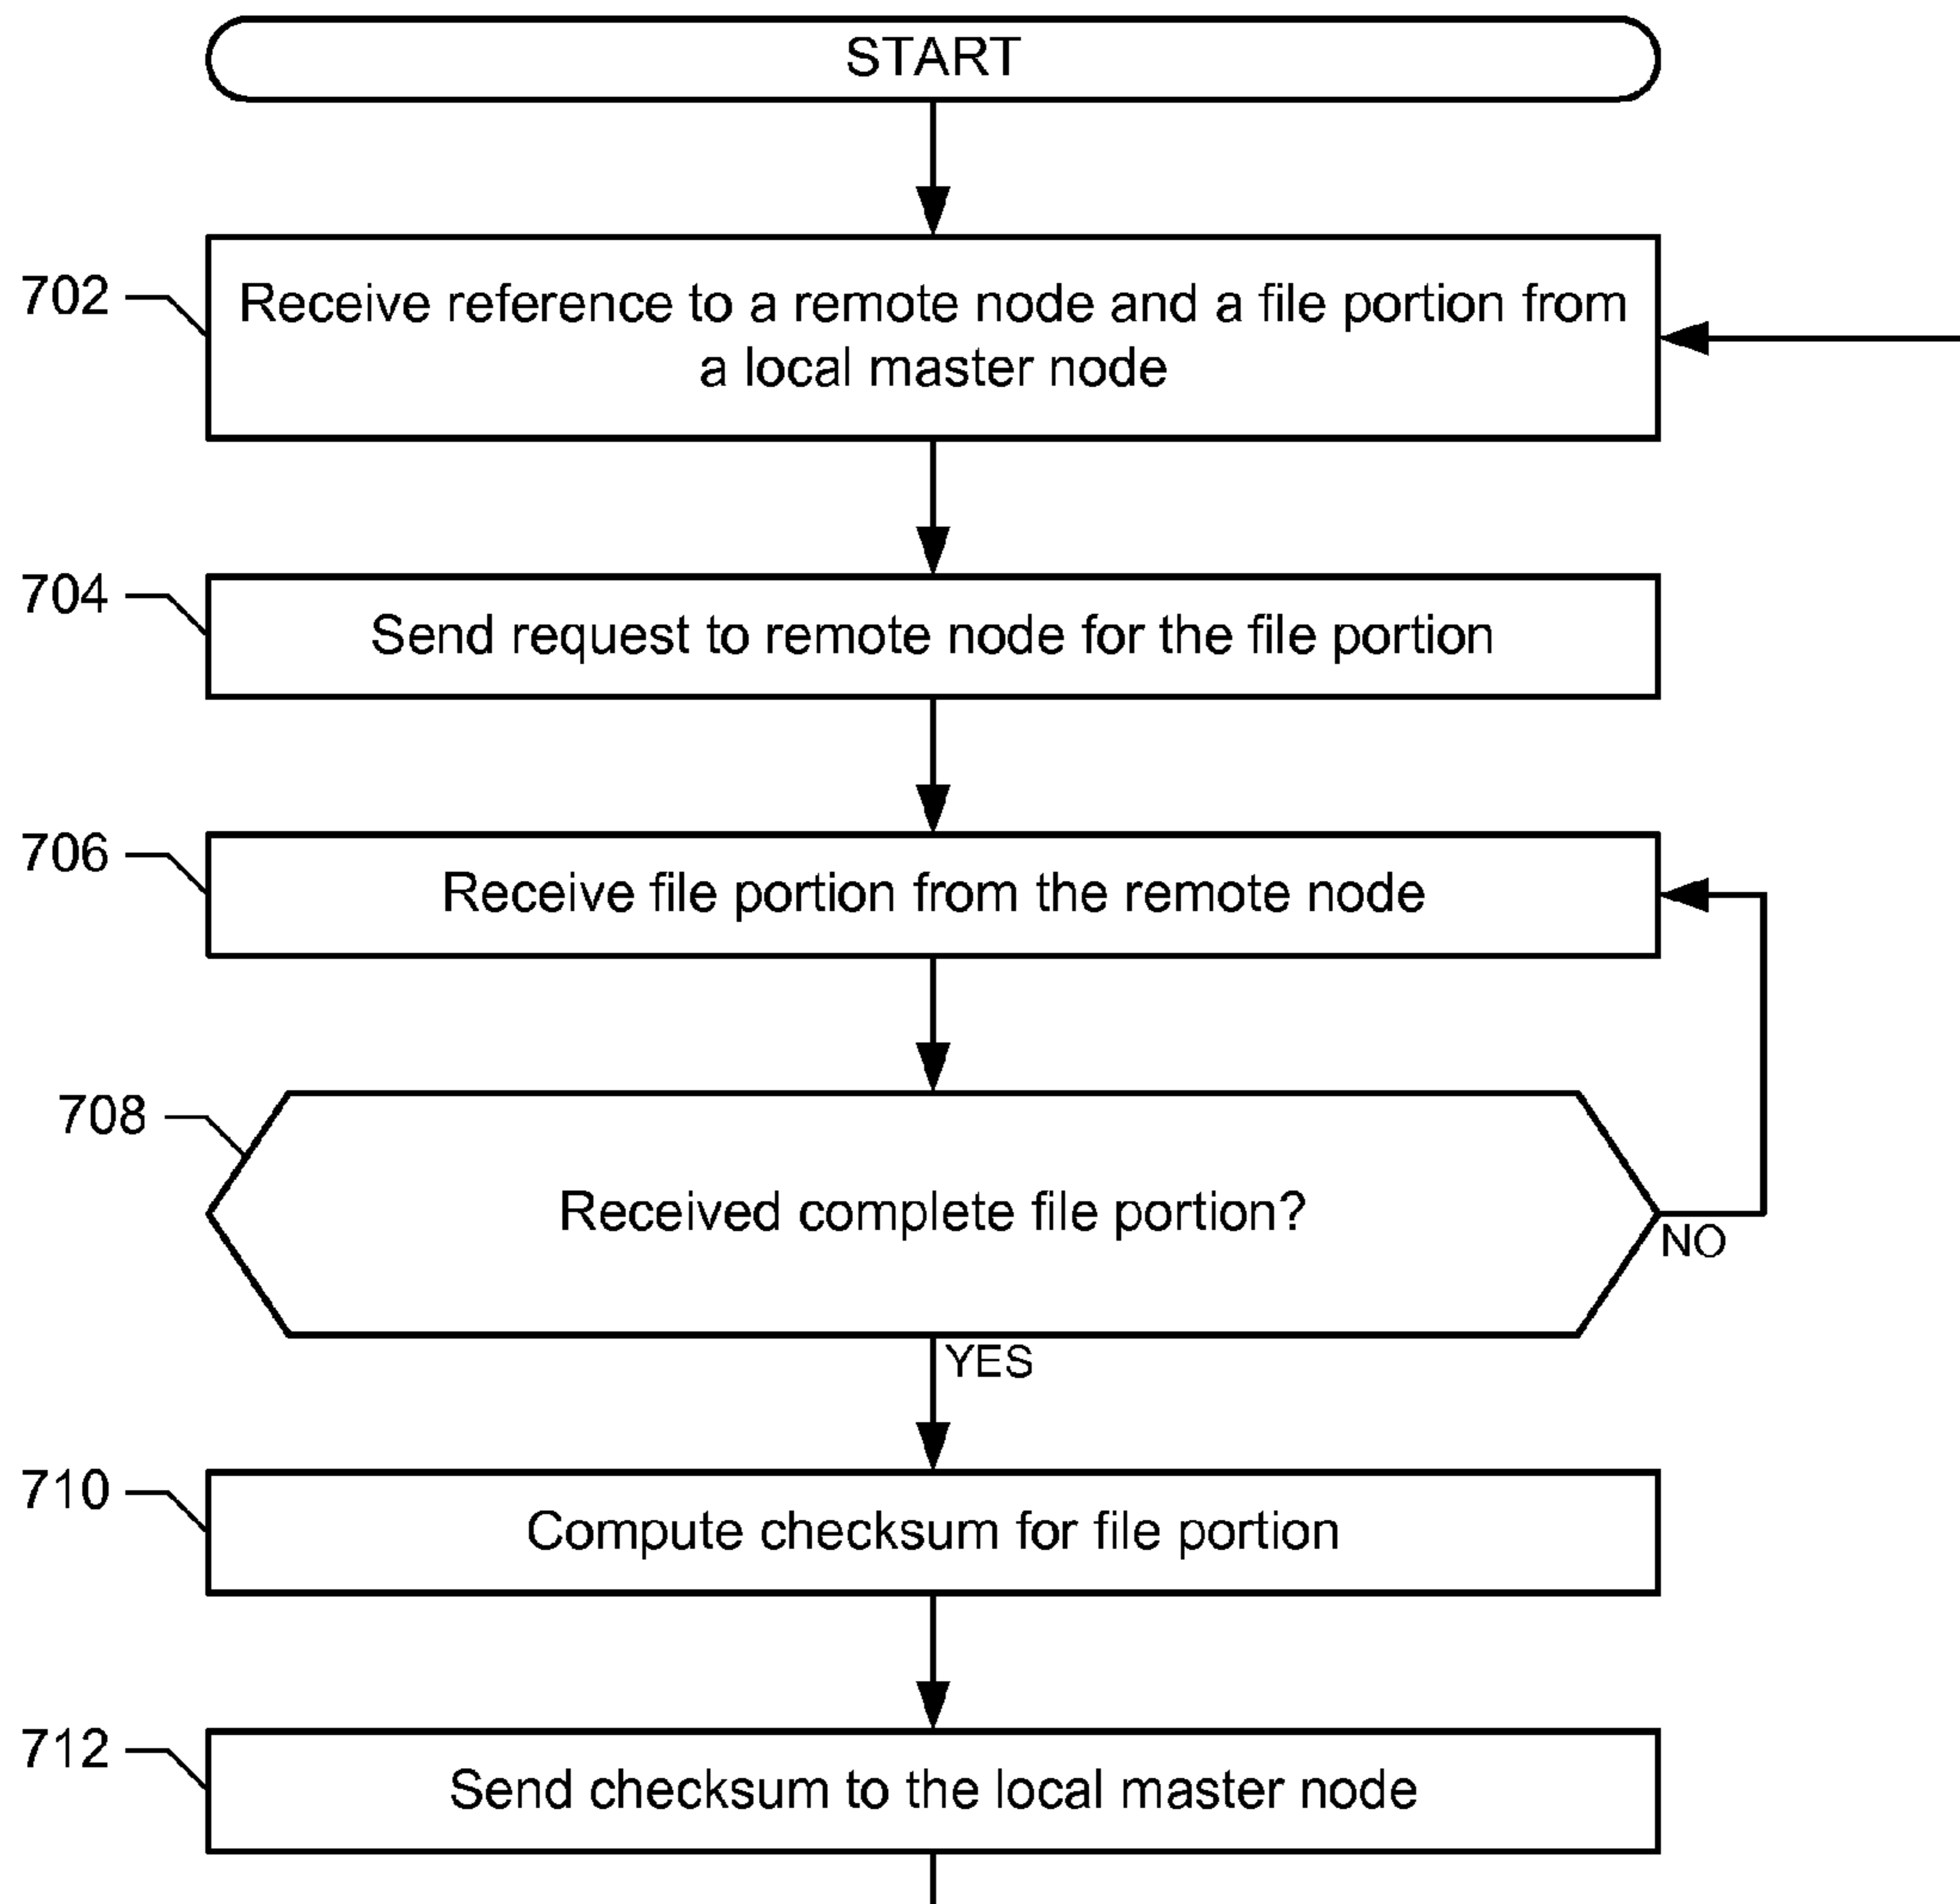 START
702
Receive reference to a remote node and a file portion from
a local master node
704
Send request to remote node for the file portion
706
Receive file portion from the remote node
708
Received complete file portion?
NO
YES
710
Compute checksum for file portion
712
Send checksum to the local master node